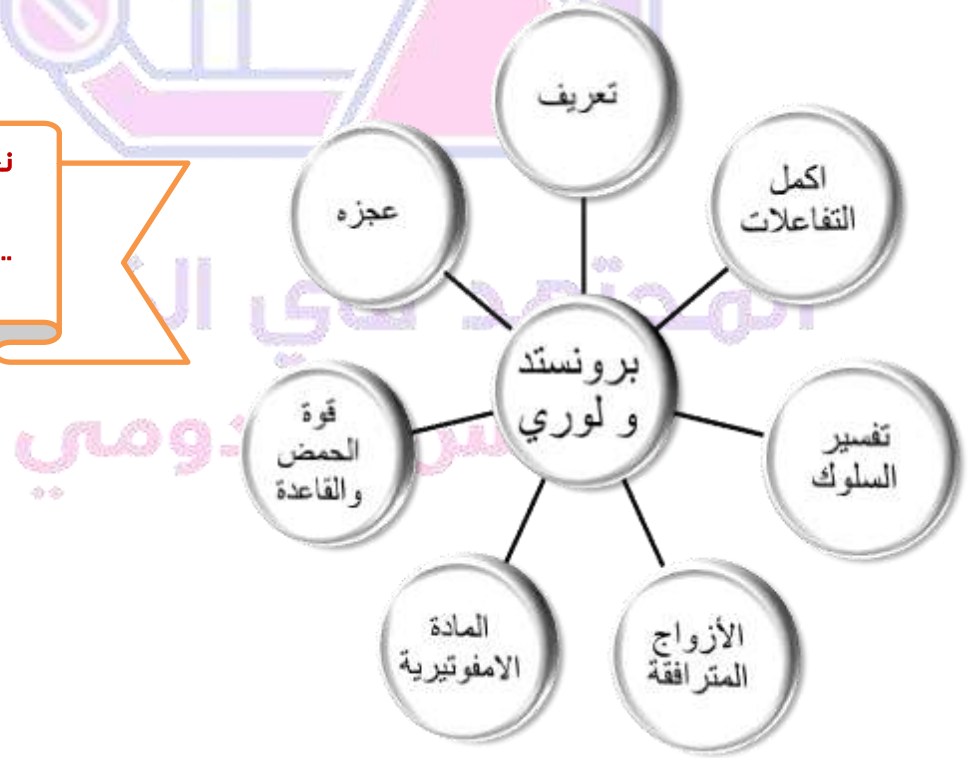 تعريف
اكمل
التفاعلات
عجزه
برونستد
و لوري
تفسير
السلوك
قوة
الحمض
والقاعدة
المادة
الامفوتيرية
الأزواج
المترافقة